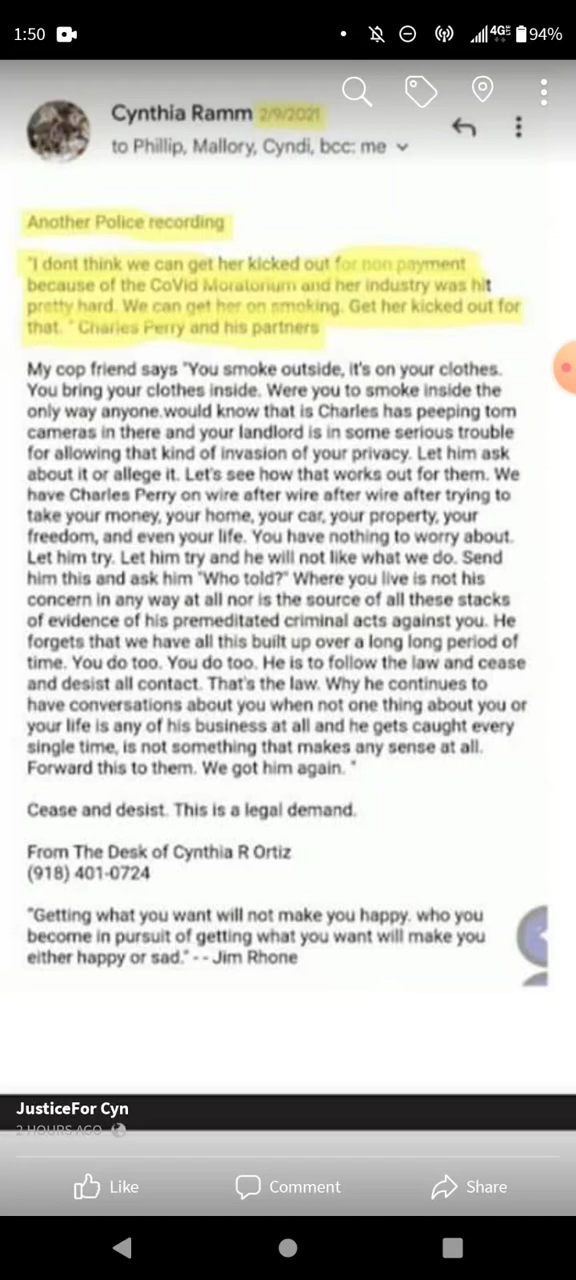 1:50
4GE 94%
Cynthia Ramm 2/9/2021
to Phillip, Mallory, Cyndi, bcc: me
Another Police recording
"I dont think we can get her kicked out for non payment
because of the CoVid Moratorium and her industry was hit
pretty hard. We can get her on smoking. Get her kicked out for
that. " Charles Perry and his partners
My cop friend says "You smoke outside, it's on your clothes.
You bring your clothes inside. Were you to smoke inside the
only way anyone.would know that is Charles has peeping tom
cameras in there and your landlord is in some serious trouble
for allowing that kind of invasion of your privacy. Let him ask
about it or allege it. Let's see how that works out for them. We
have Charles Perry on wire after wire after wire after trying to
take your money, your home, your car, your property, your
freedom, and even your life. You have nothing to worry about.
Let him try. Let him try and he will not like what we do. Send
him this and ask him "Who told?" Where you live is not his
concern in any way at all nor is the source of all these stacks
of evidence of his premeditated criminal acts against you. He
forgets that we have all this built up over a long long period of
time. You do too. You do too. He is to follow the law and cease
and desist all contact. That's the law. Why he continues to
have conversations about you when not one thing about you or
your life is any of his business at all and he gets caught every
single time, is not something that makes any sense at all.
Forward this to them. We got him again. "
Cease and desist. This is a legal demand.
From The Desk of Cynthia R Ortiz
(918) 401-0724
"Getting what you want will not make you happy. who you
become in pursuit of getting what you want will make you
either happy or sad." - - Jim Rhone
JusticeFor Cyn
2 HOURS AGO
Like Comment Share